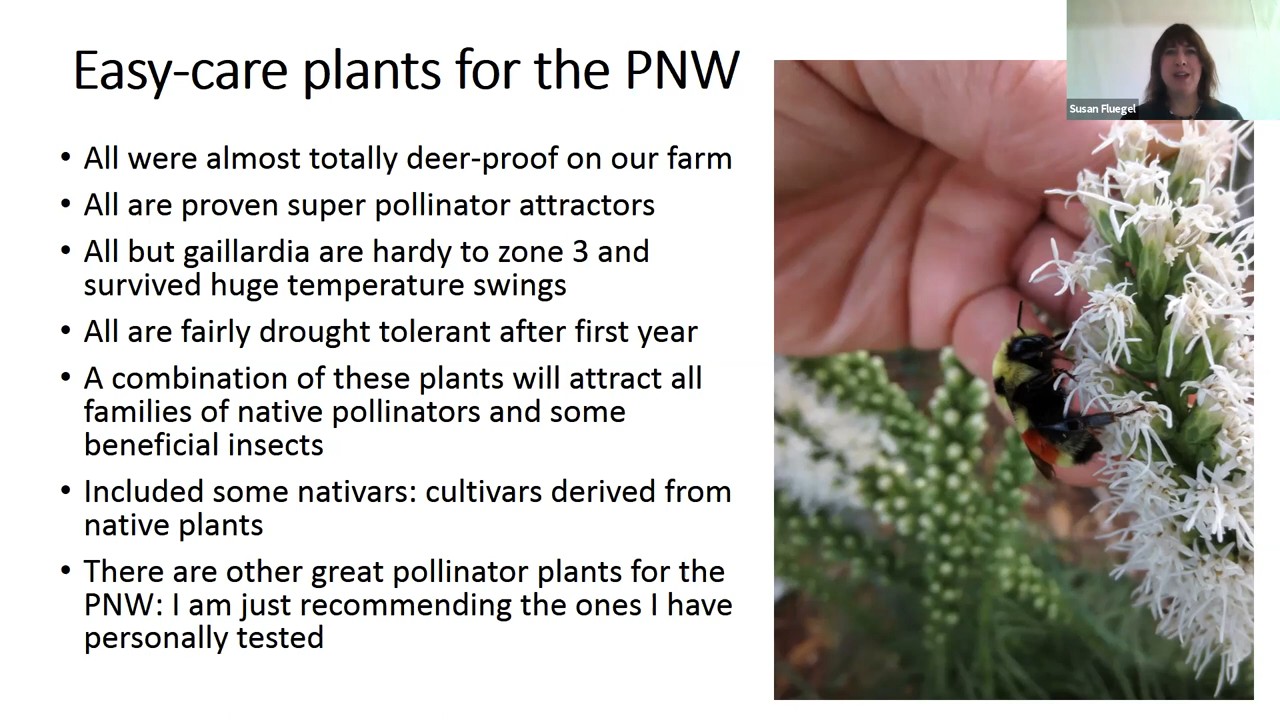 Easy-care plants for the PNW
Susan Fluegel
• All were almost totally deer-proof on our farm
• All are proven super pollinator attractors
• All but gaillardia are hardy to zone 3 and
survived huge temperature swings
• All are fairly drought tolerant after first year
• A combination of these plants will attract all
families of native pollinators and some
beneficial insects
• Included some nativars: cultivars derived from
native plants
• There are other great pollinator plants for the
PNW: I am just recommending the ones I have
personally tested